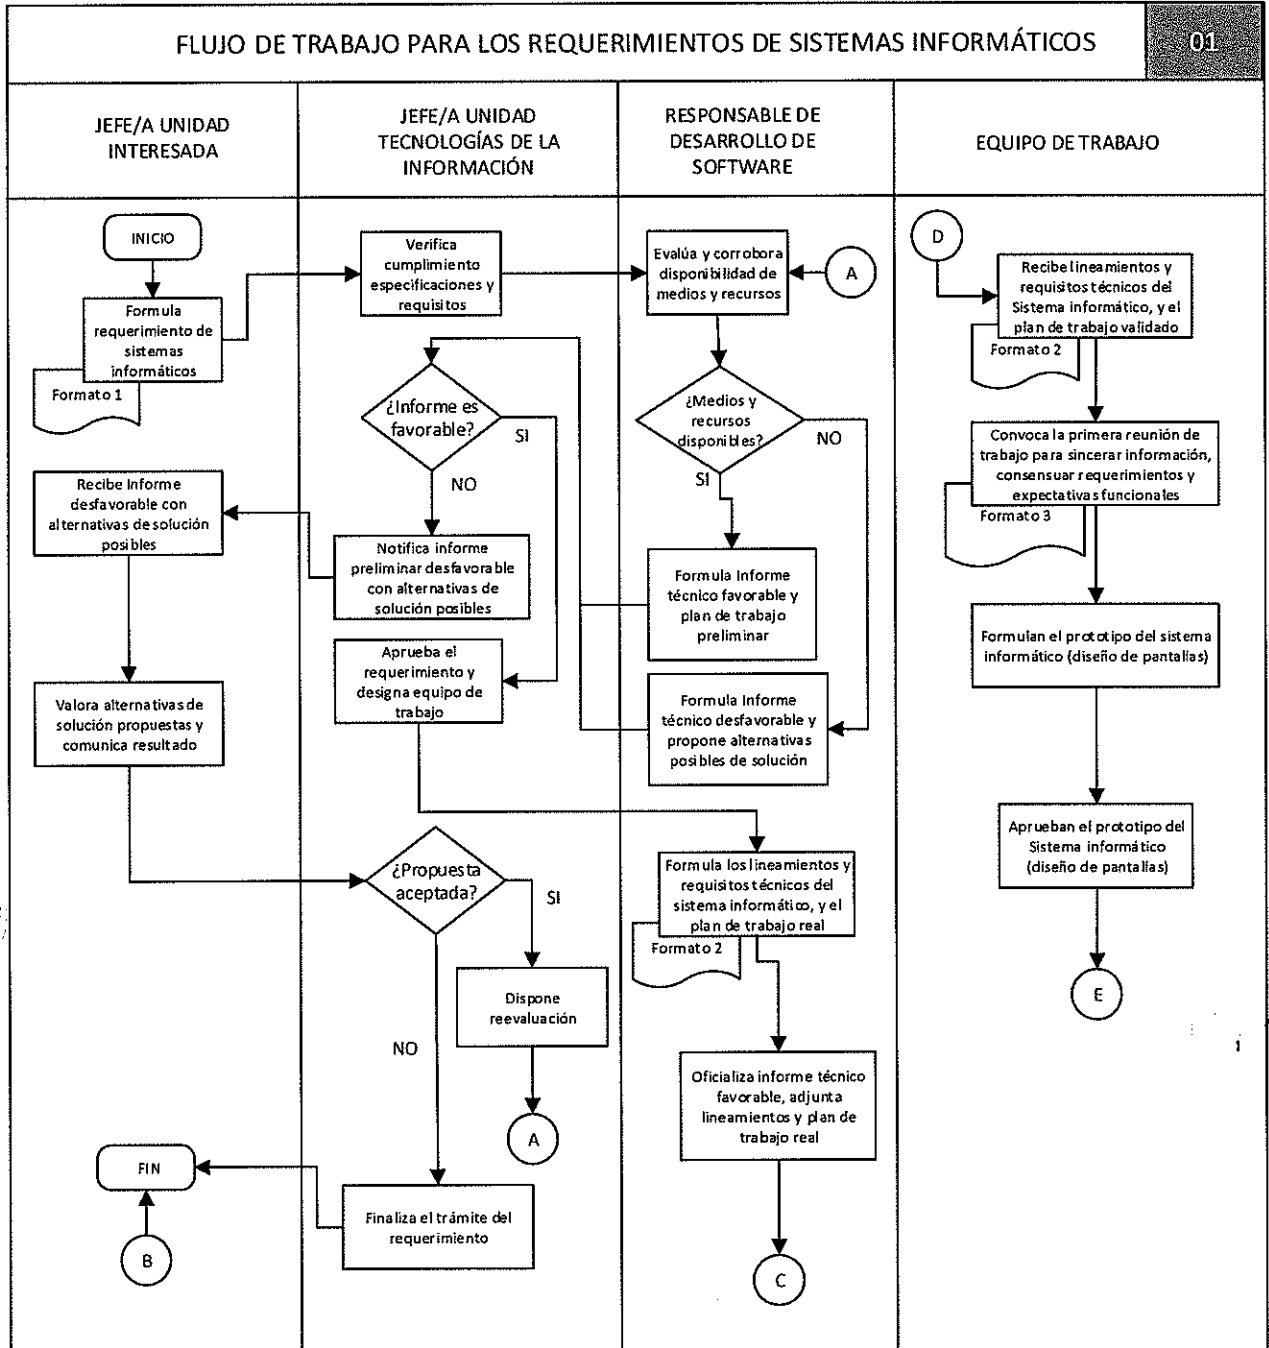 FLUJO DE TRABAJO PARA LOS REQUERIMIENTOS DE SISTEMAS INFORMÁTICOS
01
JEFE/A UNIDAD
INTERESADA
JEFE/A UNIDAD
TECNOLOGÍAS DE LA
INFORMACIÓN
RESPONSABLE DE
DESARROLLO DE
SOFTWARE
EQUIPO DE TRABAJO
INICIO
Formula
requerimiento de
sistemas
informáticos
Formato 1
Recibe Informe
desfavorable con
alternativas de solución
posibles
Valora alternativas de
solución propuestas y
comunica resultado
FIN
B
Verifica
cumplimiento
especificaciones y
requisitos
¿Informe es
favorable?
SI
NO
Notifica informe
preliminar desfavorable
con alternativas de
solución posibles
Aprueba el
requerimiento y
designa equipo de
trabajo
¿Propuesta
aceptada?
SI
Dispone
reevaluación
NO
A
Finaliza el trámite del
requerimiento
Evalúa y corrobora
disponibilidad de
medios y recursos
A
¿Medios y
recursos
disponibles?
NO
SI
Formula Informe
técnico favorable y
plan de trabajo
preliminar
Formula Informe
técnico desfavorable y
propone alternativas
posibles de solución
Formula los lineamientos y
requisitos técnicos del
sistema informático, y el
plan de trabajo real
Formato 2
Oficializa informe técnico
favorable, adjunta
lineamientos y plan de
trabajo real
C
D
Recibe lineamientos y
requisitos técnicos del
Sistema informático, y el
plan de trabajo validado
Formato 2
Convoca la primera reunión de
trabajo para sincerar información,
consensuar requerimientos y
expectativas funcionales
Formato 3
Formulan el prototipo del sistema
informático (diseño de pantallas)
Aprueban el prototipo del
Sistema informático
(diseño de pantallas)
E